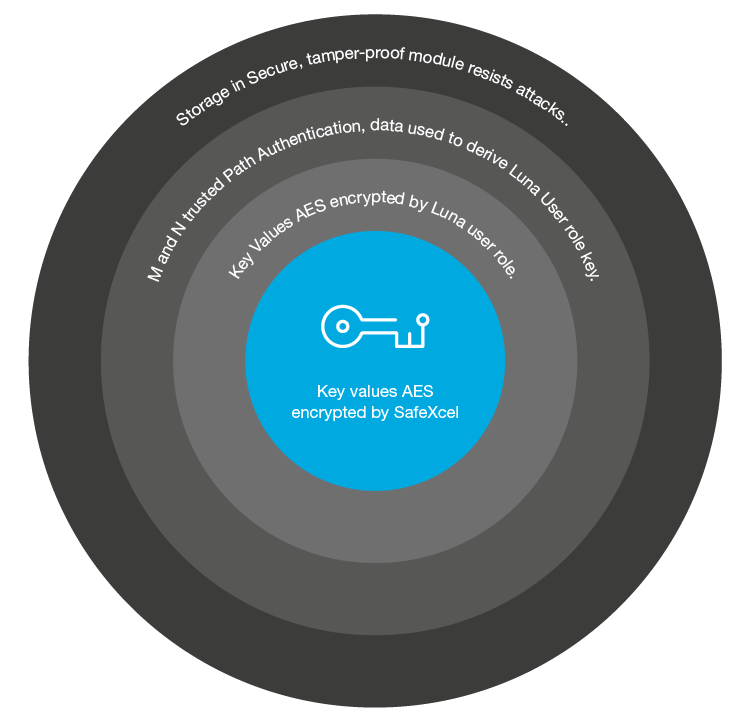 Storage in Secure, tamper-proof module resists attacks..
M and N trusted Path Authentication, data used to derive Luna User role key.
Key Values AES encrypted by Luna user role.
Key values AES
encrypted by SafeXcel